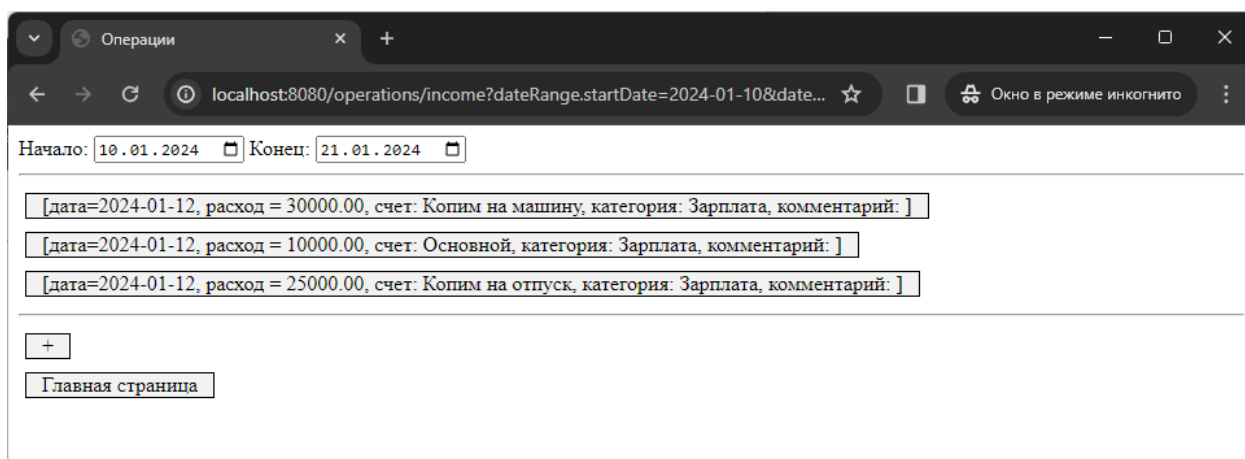 Операции
localhost:8080/operations/income?dateRange.startDate=2024-01-10&date...
Окно в режиме инкогнито
Начало: 10.01.2024 Конец: 21.01.2024
[дата=2024-01-12, расход = 30000.00, счет: Копим на машину, категория: Зарплата, комментарий: ]
[дата=2024-01-12, расход = 10000.00, счет: Основной, категория: Зарплата, комментарий: ]
[дата=2024-01-12, расход = 25000.00, счет: Копим на отпуск, категория: Зарплата, комментарий: ]
+
Главная страница